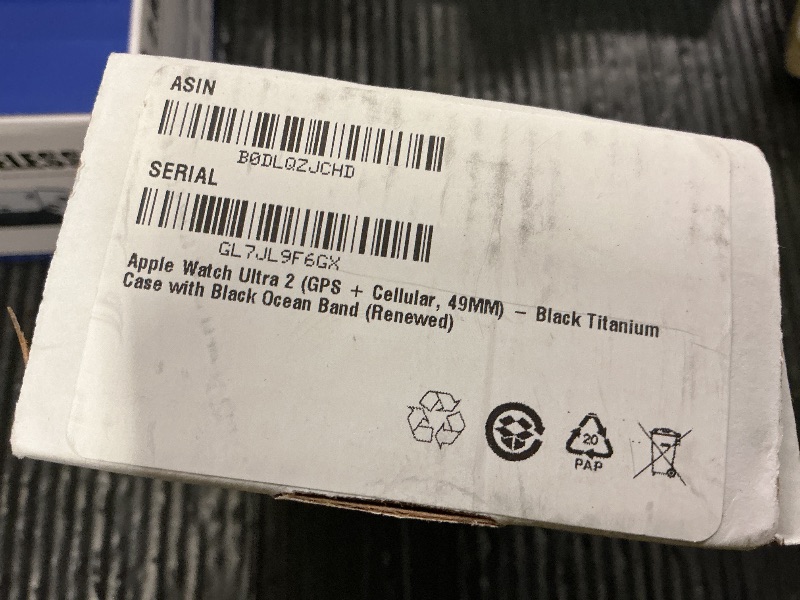 ASIN
B0DLQZJCHD
SERIAL
GL7JL9F6GX
Apple Watch Ultra 2 (GPS + Cellular, 49MM) – Black Titanium
Case with Black Ocean Band (Renewed)
20
PAP